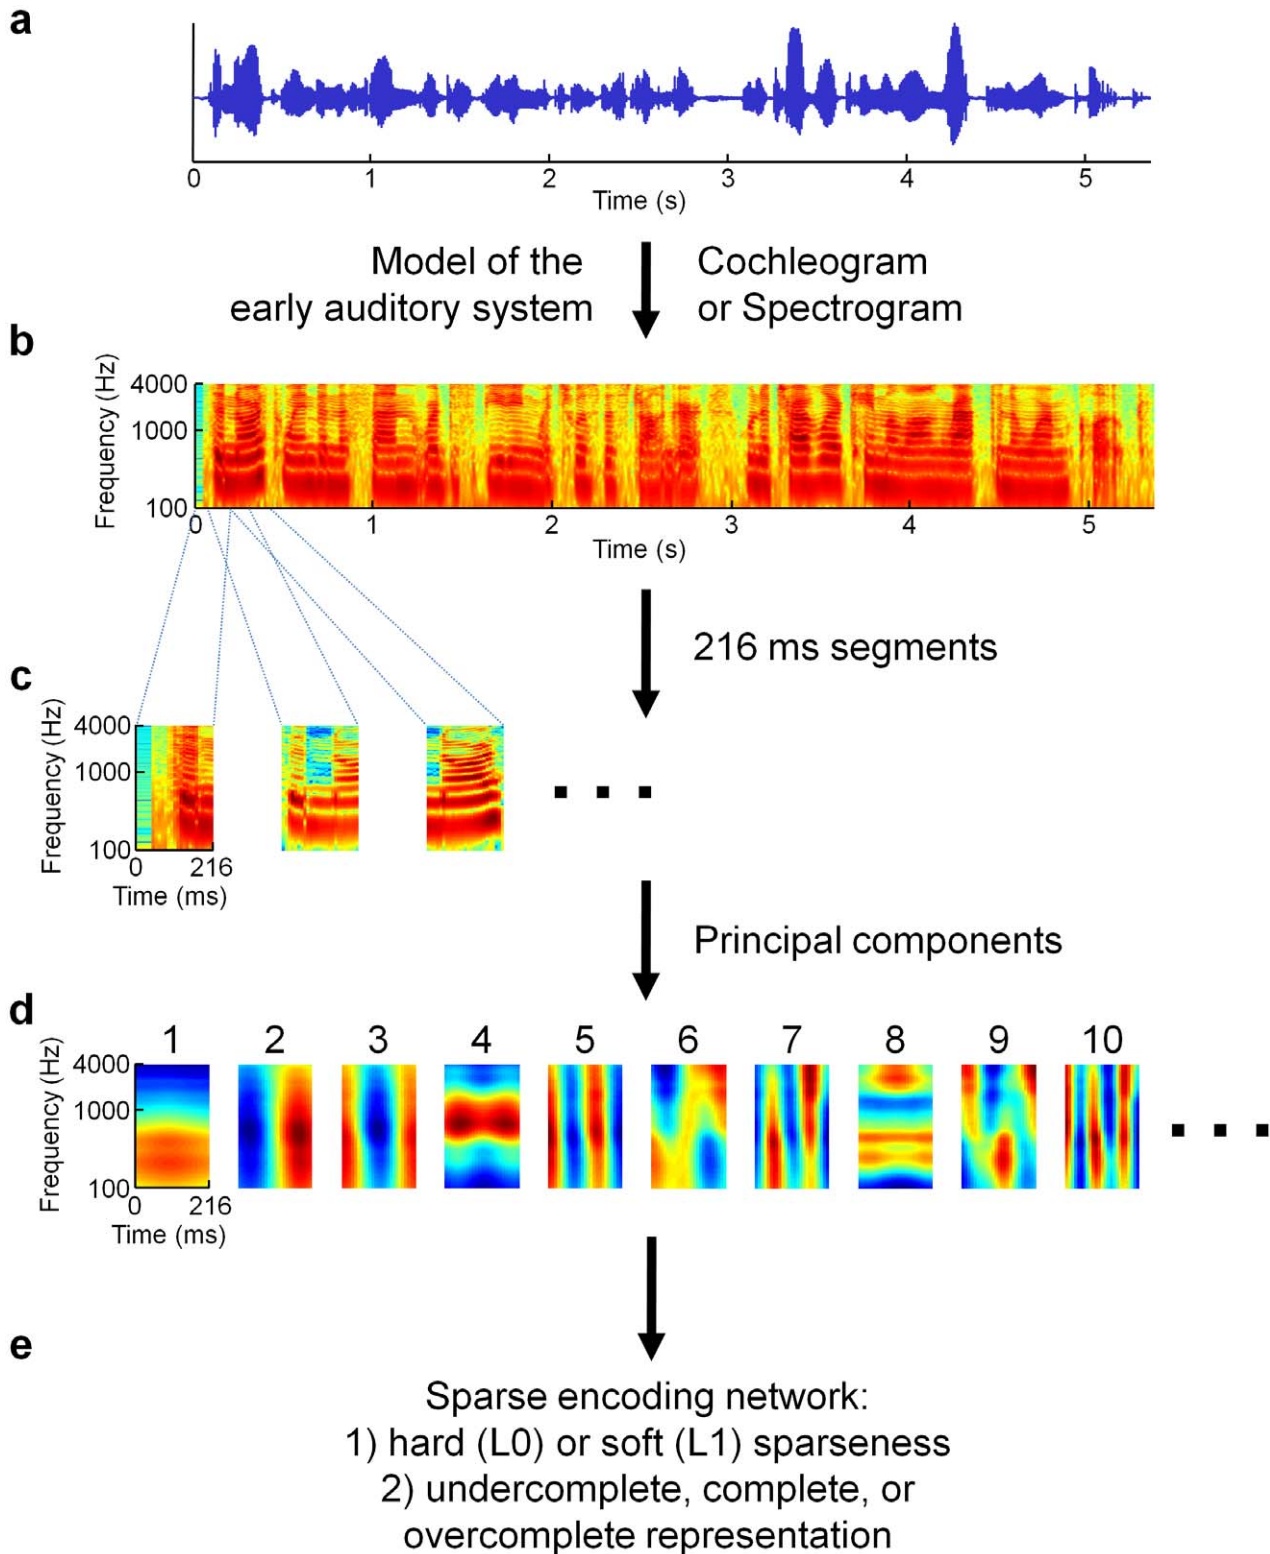 a
0 1 2 3 4 5
Time (s)
Model of the early auditory system
Cochleogram or Spectrogram
b
Frequency (Hz)
4000
1000
100
0 1 2 3 4 5
Time (s)
216 ms segments
c
Frequency (Hz)
4000
1000
100
0 216
Time (ms)
Principal components
d
1 2 3 4 5 6 7 8 9 10
Frequency (Hz)
4000
1000
100
0 216
Time (ms)
e
Sparse encoding network:
1) hard (L0) or soft (L1) sparseness
2) undercomplete, complete, or
overcomplete representation